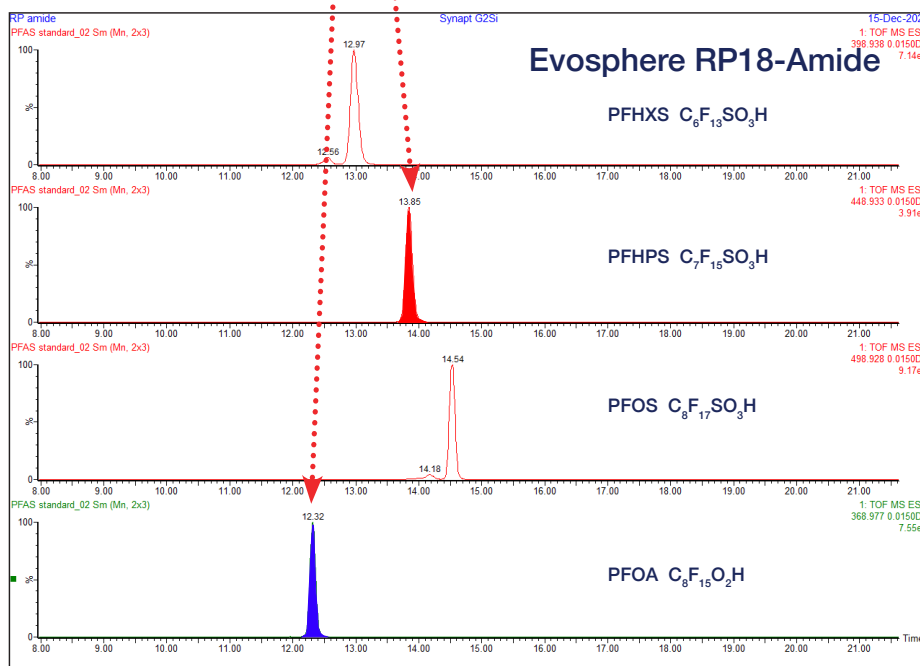 RP amide Synapt G2Si 15-Dec-202
PFAS standard_02 Sm (Mn, 2x3) 1: TOF MS ES
398.938 0.0150D
7.14e
Evosphere RP18-Amide
100 12.97
PFHXS C₆F₁₃SO₃H
%
12.56
0
8.00 9.00 10.00 11.00 12.00 13.00 14.00 15.00 16.00 17.00 18.00 19.00 20.00 21.00
PFAS standard_02 Sm (Mn, 2x3) 1: TOF MS ES
448.933 0.0150D
3.91e
100 13.85
PFHPS C₇F₁₅SO₃H
%
0
8.00 9.00 10.00 11.00 12.00 13.00 14.00 15.00 16.00 17.00 18.00 19.00 20.00 21.00
PFAS standard_02 Sm (Mn, 2x3) 1: TOF MS ES
498.928 0.0150D
9.17e
100 14.54
PFOS C₈F₁₇SO₃H
%
14.18
0
8.00 9.00 10.00 11.00 12.00 13.00 14.00 15.00 16.00 17.00 18.00 19.00 20.00 21.00
PFAS standard_02 Sm (Mn, 2x3) 1: TOF MS ES
368.977 0.0150D
7.55e
100 12.32
PFOA C₈F₁₅O₂H
%
0 Time
8.00 9.00 10.00 11.00 12.00 13.00 14.00 15.00 16.00 17.00 18.00 19.00 20.00 21.00